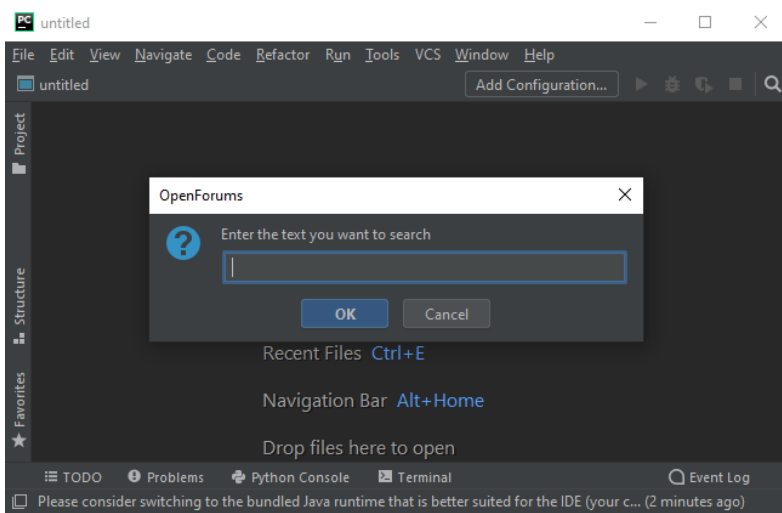 PC untitled
File Edit View Navigate Code Refactor Run Tools VCS Window Help
untitled Add Configuration...
Project
OpenForums
Enter the text you want to search
OK Cancel
Structure
Recent Files Ctrl+E
Navigation Bar Alt+Home
Favorites
Drop files here to open
TODO Problems Python Console Terminal Event Log
Please consider switching to the bundled Java runtime that is better suited for the IDE (your c... (2 minutes ago)